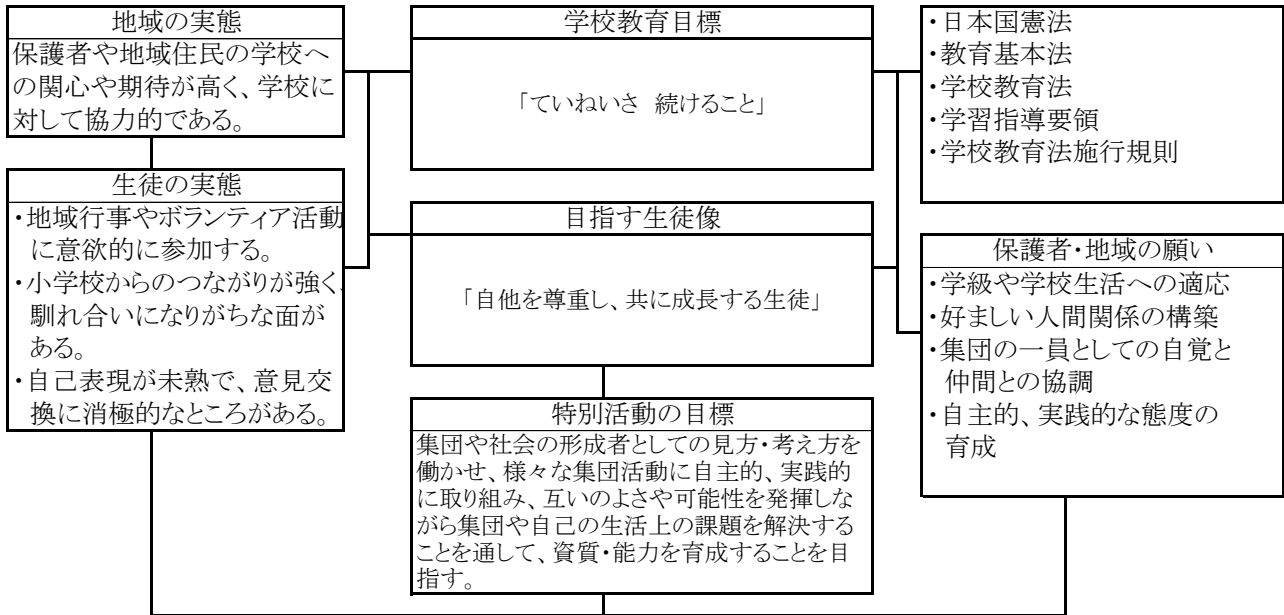 地域の実態
保護者や地域住民の学校へ
の関心や期待が高く、学校に
対して協力的である。
生徒の実態
・地域行事やボランティア活動
に意欲的に参加する。
・小学校からのつながりが強く、
馴れ合いになりがちな面が
ある。
・自己表現が未熟で、意見交
換に消極的なところがある。
学校教育目標
「ていねいさ 続けること」
目指す生徒像
「自他を尊重し、共に成長する生徒」
特別活動の目標
集団や社会の形成者としての見方・考え方を
働かせ、様々な集団活動に自主的、実践的
に取り組み、互いのよさや可能性を発揮しな
がら集団や自己の生活上の課題を解決する
ことを通して、資質・能力を育成することを目
指す。
・日本国憲法
・教育基本法
・学校教育法
・学習指導要領
・学校教育法施行規則
保護者・地域の願い
・学級や学校生活への適応
・好ましい人間関係の構築
・集団の一員としての自覚と
仲間との協調
・自主的、実践的な態度の
育成